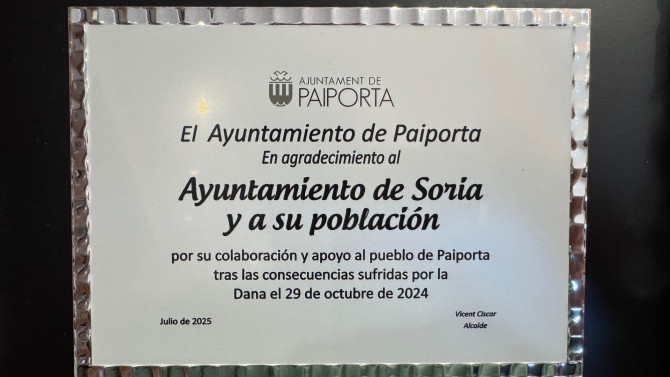 AJUNTAMENT DE
PAIPORTA
El Ayuntamiento de Paiporta
En agradecimiento al
Ayuntamiento de Soria
y a su población
por su colaboración y apoyo al pueblo de Paiporta
tras las consecuencias sufridas por la
Dana el 29 de octubre de 2024
Julio de 2025
Vicent Ciscar
Alcalde